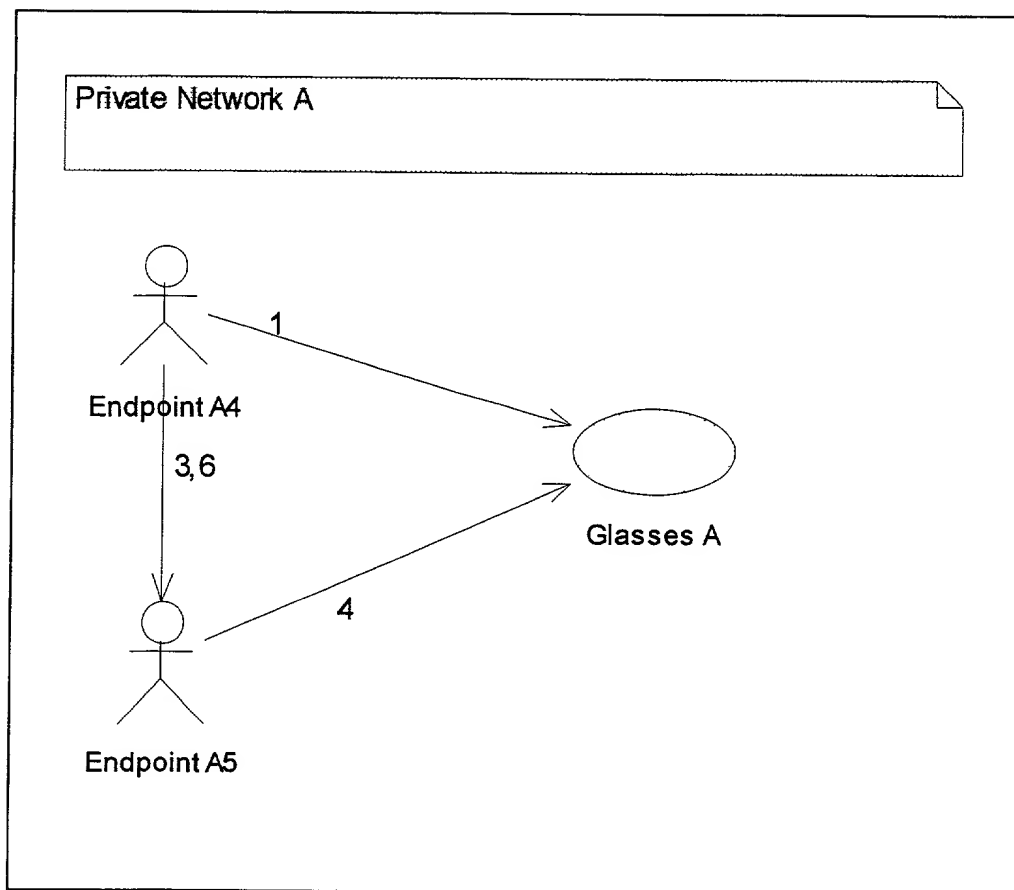 Private Network A
1
Endpoint A4
3,6
Glasses A
4
Endpoint A5